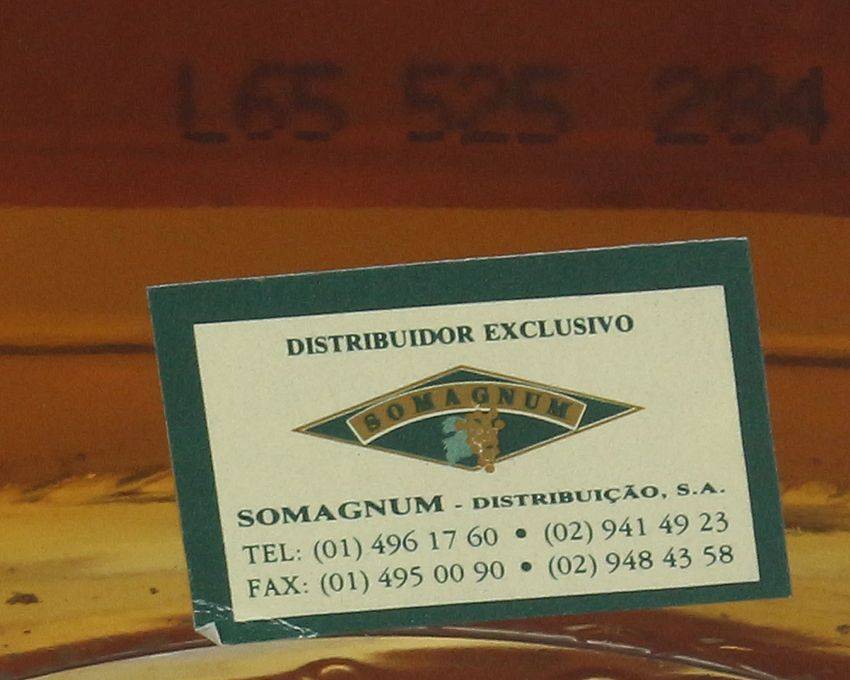 L65 525 284
DISTRIBUIDOR EXCLUSIVO
SOMAGNUM
SOMAGNUM - DISTRIBUIÇÃO, S.A.
TEL: (01) 496 17 60 • (02) 941 49 23
FAX: (01) 495 00 90 • (02) 948 43 58